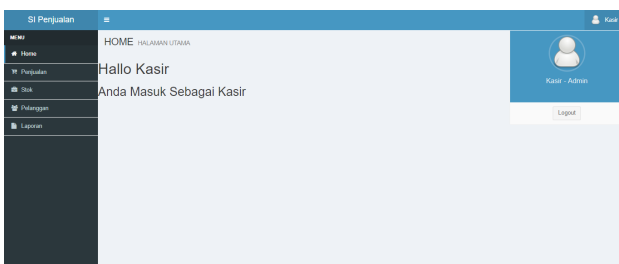 SI Penjualan
Kasir
MENU
Home
Penjualan
Stok
Pelanggan
Laporan
HOME HALAMAN UTAMA
Hallo Kasir
Anda Masuk Sebagai Kasir
Kasir - Admin
Logout